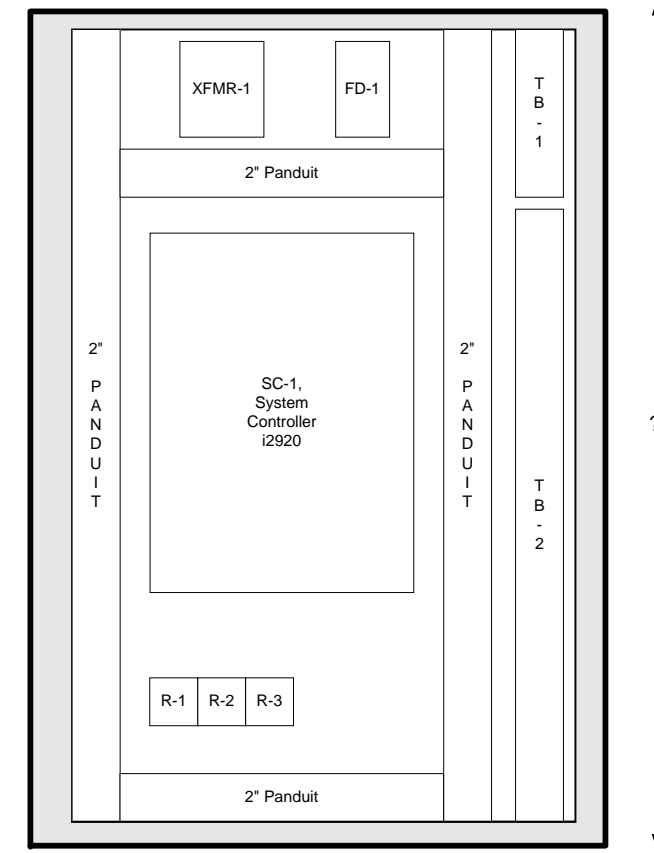 XFMR-1
FD-1
T
B
-
1
2" Panduit
2"
P
A
N
D
U
I
T
SC-1,
System
Controller
i2920
2"
P
A
N
D
U
I
T
T
B
-
2
R-1
R-2
R-3
2" Panduit